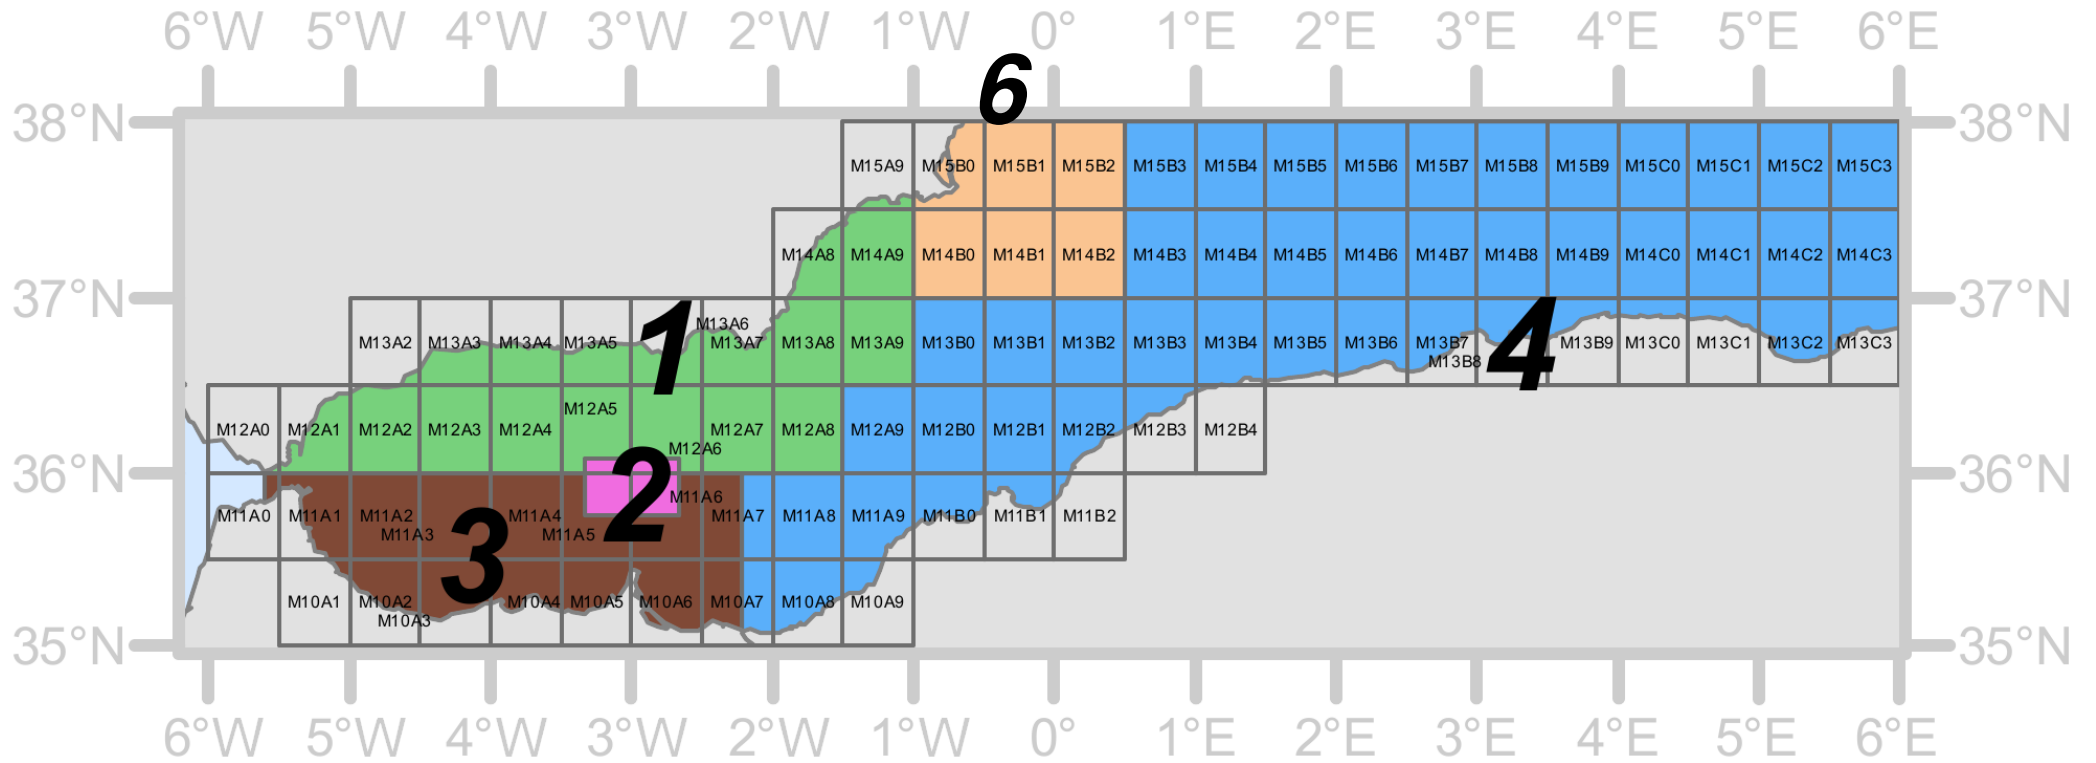 6°W 5°W 4°W 3°W 2°W 1°W 0° 1°E 2°E 3°E 4°E 5°E 6°E
6
38°N 38°N
M15A9 M15B0 M15B1 M15B2 M15B3 M15B4 M15B5 M15B6 M15B7 M15B8 M15B9 M15C0 M15C1 M15C2 M15C3
M14A8 M14A9 M14B0 M14B1 M14B2 M14B3 M14B4 M14B5 M14B6 M14B7 M14B8 M14B9 M14C0 M14C1 M14C2 M14C3
37°N 37°N
M13A6
1 4
M13A2 M13A3 M13A4 M13A5 M13A7 M13A8 M13A9 M13B0 M13B1 M13B2 M13B3 M13B4 M13B5 M13B6 M13B7 M13B9 M13C0 M13C1 M13C2 M13C3
M13B8
M12A5
M12A0 M12A1 M12A2 M12A3 M12A4 M12A7 M12A8 M12A9 M12B0 M12B1 M12B2 M12B3 M12B4
M12A6
36°N 36°N
2
M11A6
M11A0 M11A1 M11A2 M11A4 M11A7 M11A8 M11A9 M11B0 M11B1 M11B2
M11A3 M11A5
3
M10A1 M10A2 M10A4 M10A5 M10A6 M10A7 M10A8 M10A9
M10A3
35°N 35°N
6°W 5°W 4°W 3°W 2°W 1°W 0° 1°E 2°E 3°E 4°E 5°E 6°E